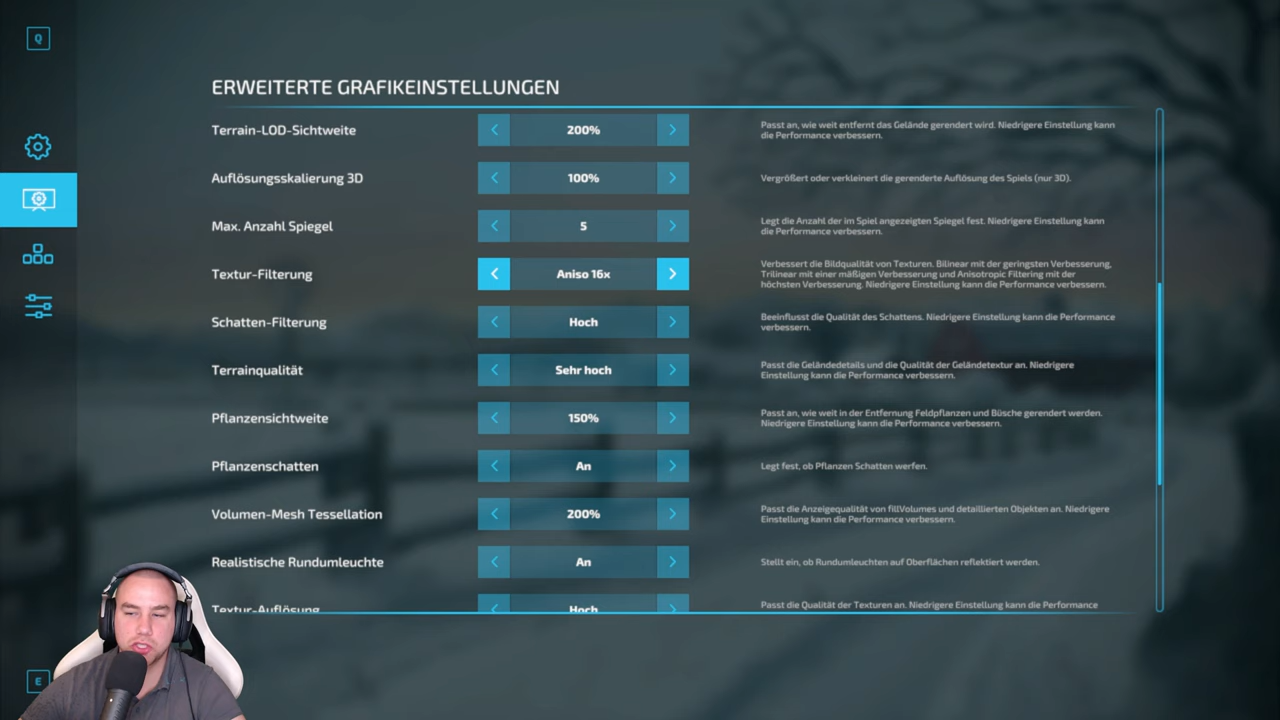 Q
ERWEITERTE GRAFIKEINSTELLUNGEN
Terrain-LOD-Sichtweite
200%
Passt an, wie weit entfernt das Gelände gerendert wird. Niedrigere Einstellung kann
die Performance verbessern.
Auflösungsskalierung 3D
100%
Vergrößert oder verkleinert die gerenderte Auflösung des Spiels (nur 3D).
Max. Anzahl Spiegel
5
Legt die Anzahl der im Spiel angezeigten Spiegel fest. Niedrigere Einstellung kann
die Performance verbessern.
Textur-Filterung
Aniso 16x
Verbessert die Bildqualität von Texturen. Bilinear mit der geringsten Verbesserung,
Trilinear mit einer mäßigen Verbesserung und Anisotropic Filtering mit der
höchsten Verbesserung. Niedrigere Einstellung kann die Performance verbessern.
Schatten-Filterung
Hoch
Beeinflusst die Qualität des Schattens. Niedrigere Einstellung kann die Performance
verbessern.
Terrainqualität
Sehr hoch
Passt die Geländedetails und die Qualität der Geländetextur an. Niedrigere
Einstellung kann die Performance verbessern.
Pflanzensichtweite
150%
Passt an, wie weit in der Entfernung Feldpflanzen und Büsche gerendert werden.
Niedrigere Einstellung kann die Performance verbessern.
Pflanzenschatten
An
Legt fest, ob Pflanzen Schatten werfen.
Volumen-Mesh Tessellation
200%
Passt die Anzeigequalität von fillVolumes und detaillierten Objekten an. Niedrigere
Einstellung kann die Performance verbessern.
Realistische Rundumleuchte
An
Stellt ein, ob Rundumleuchten auf Oberflächen reflektiert werden.
Textur-Auflösung
Hoch
Passt die Qualität der Texturen an. Niedrigere Einstellung kann die Performance
E